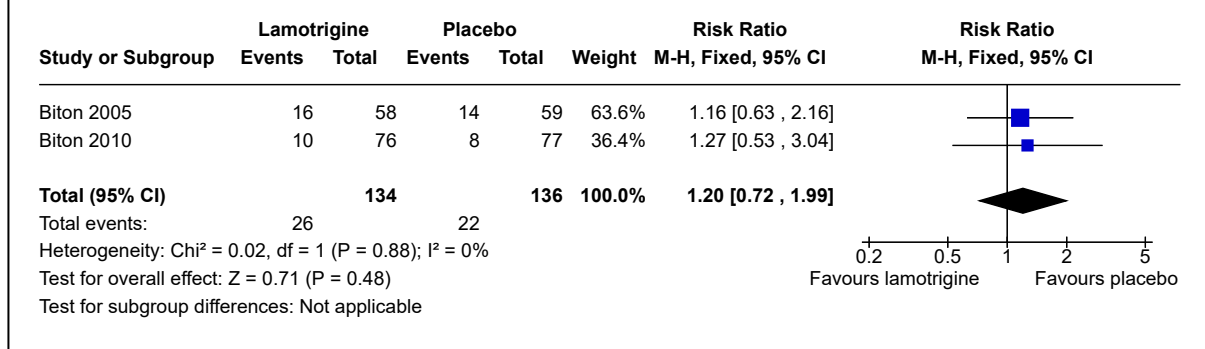 Lamotrigine Placebo Risk Ratio Risk Ratio
Study or Subgroup Events Total Events Total Weight M-H, Fixed, 95% CI M-H, Fixed, 95% CI
Biton 2005 16 58 14 59 63.6% 1.16 [0.63 , 2.16]
Biton 2010 10 76 8 77 36.4% 1.27 [0.53 , 3.04]
Total (95% CI) 134 136 100.0% 1.20 [0.72 , 1.99]
Total events: 26 22
Heterogeneity: Chi² = 0.02, df = 1 (P = 0.88); I² = 0%
0.2 0.5 1 2 5
Test for overall effect: Z = 0.71 (P = 0.48)
Favours lamotrigine Favours placebo
Test for subgroup differences: Not applicable